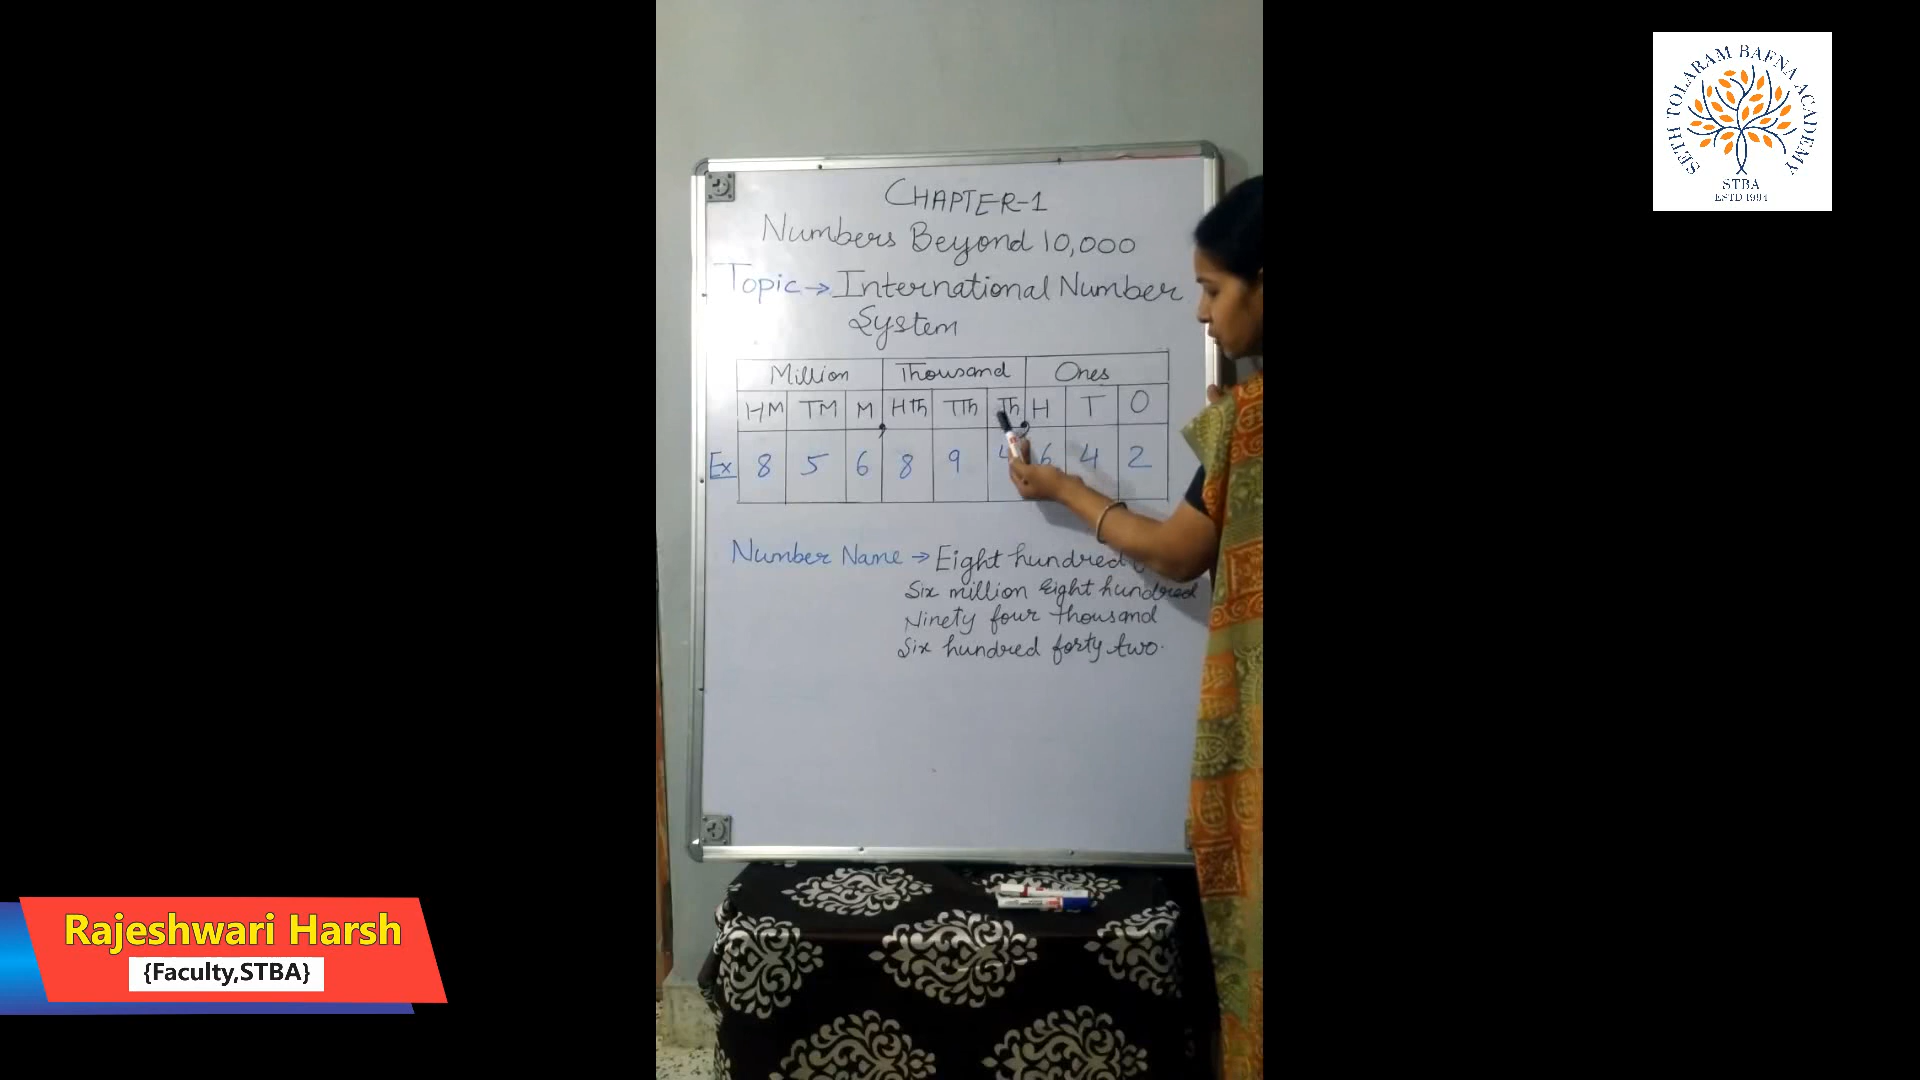 SETH TOLARAM BAFNA ACADEMY
STBA
ESTD 1994
CHAPTER-1
Numbers Beyond 10,000
Topic → International Number
System
Million Thousand Ones
HM TM M HTh TTh Th H T O
Ex 8 5 6 8 9 4 6 4 2
Number Name → Eight hundred
Six million Eight hundred
Ninety four thousand
Six hundred forty two.
Rajeshwari Harsh
{Faculty,STBA}